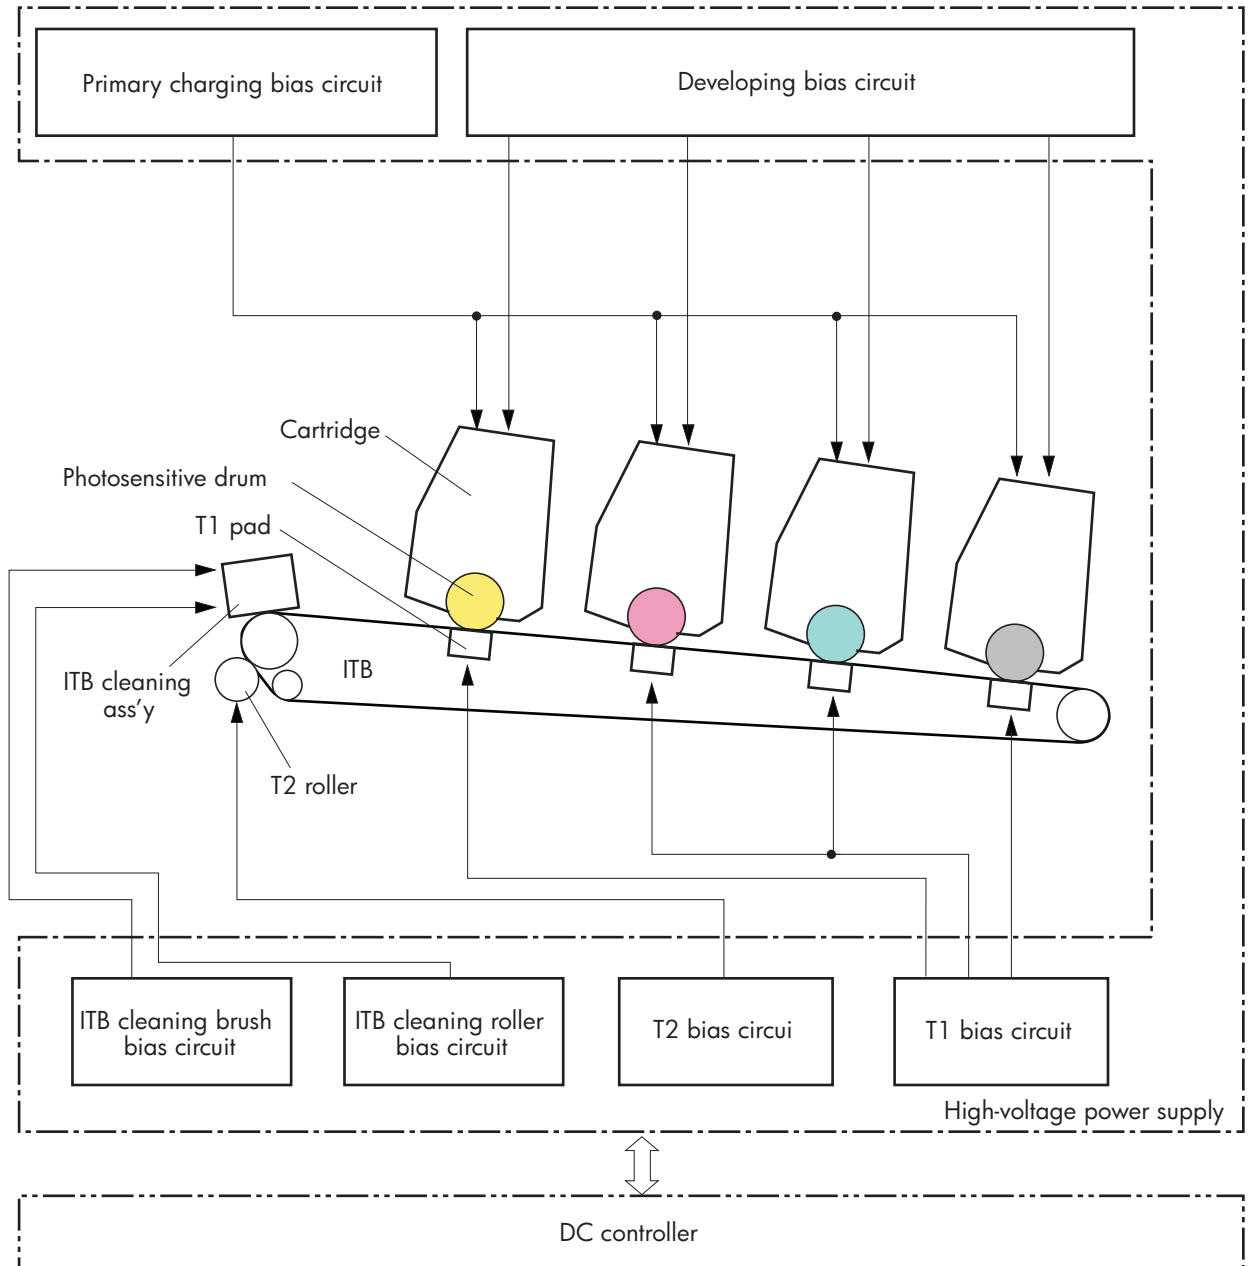 Primary charging bias circuit
Developing bias circuit
Cartridge
Photosensitive drum
T1 pad
ITB cleaning
ass'y
ITB
T2 roller
ITB cleaning brush
bias circuit
ITB cleaning roller
bias circuit
T2 bias circui
T1 bias circuit
High-voltage power supply
DC controller